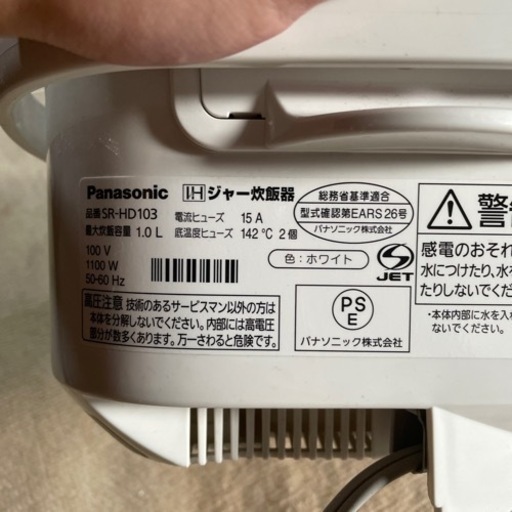 Panasonic IH ジャー炊飯器
品番 SR-HD103 電流ヒューズ 15 A
最大炊飯容量 1.0 L 底温度ヒューズ 142 ℃ 2 個
100 V
1100 W
50-60 Hz
総務省基準適合
型式確認第EARS 26号
パナソニック株式会社
色：ホワイト
S JET
高圧注意 技術のあるサービスマン以外の方は
本体を分解しないでください。内部には高電圧
部分が数多くあります。万一さわると危険です。
PS
E
パナソニック株式会社
警
感電のおそれ
水につけたり、水を
たりしないでくだ
・本体内部に水を入れ
ないでください。